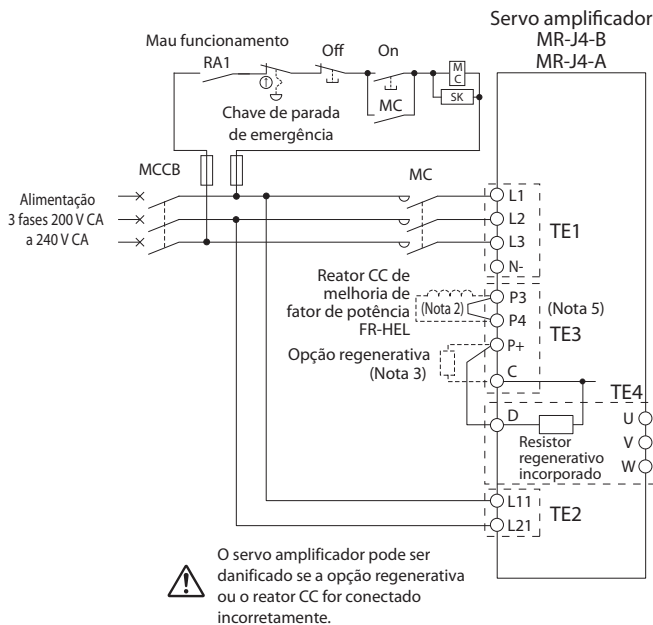 Servo amplificador
MR-J4-B
MR-J4-A
Mau funcionamento
RA1
Off
On
M
C
SK
MC
Chave de parada
de emergência
MCCB
MC
Alimentação
3 fases 200 V CA
a 240 V CA
L1
L2
L3
N-
TE1
Reator CC de
melhoria de
fator de potência
FR-HEL
(Nota 2)
P3
P4
(Nota 5)
TE3
Opção regenerativa
(Nota 3)
P+
C
TE4
D
U
V
W
Resistor
regenerativo
incorporado
L11
L21
TE2
O servo amplificador pode ser
danificado se a opção regenerativa
ou o reator CC for conectado
incorretamente.